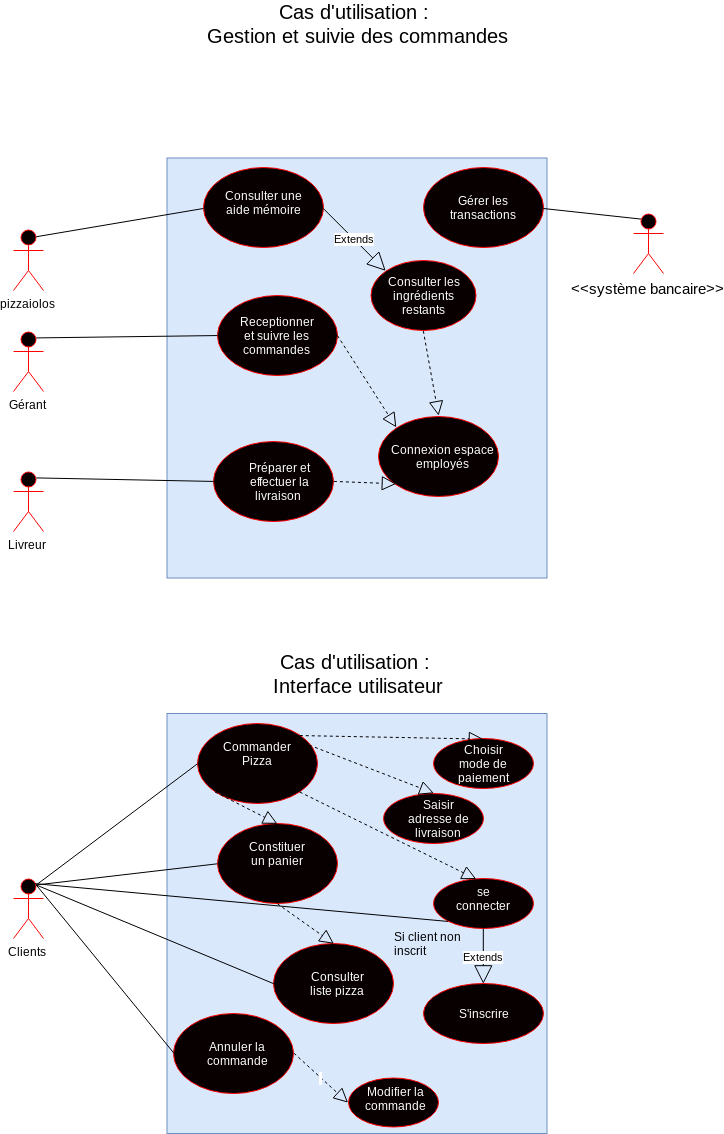 Cas d'utilisation :
Gestion et suivie des commandes
Consulter une
aide mémoire
Gérer les
transactions
Extends
pizzaiolos
Consulter les
ingrédients
restants
<<système bancaire>>
Receptionner
et suivre les
commandes
Gérant
Connexion espace
employés
Préparer et
effectuer la
livraison
Livreur
Cas d'utilisation :
Interface utilisateur
Commander
Pizza
Choisir
mode de
paiement
Saisir
adresse de
livraison
Constituer
un panier
se
connecter
Clients
Si client non
inscrit
Extends
Consulter
liste pizza
S'inscrire
Annuler la
commande
Modifier la
commande